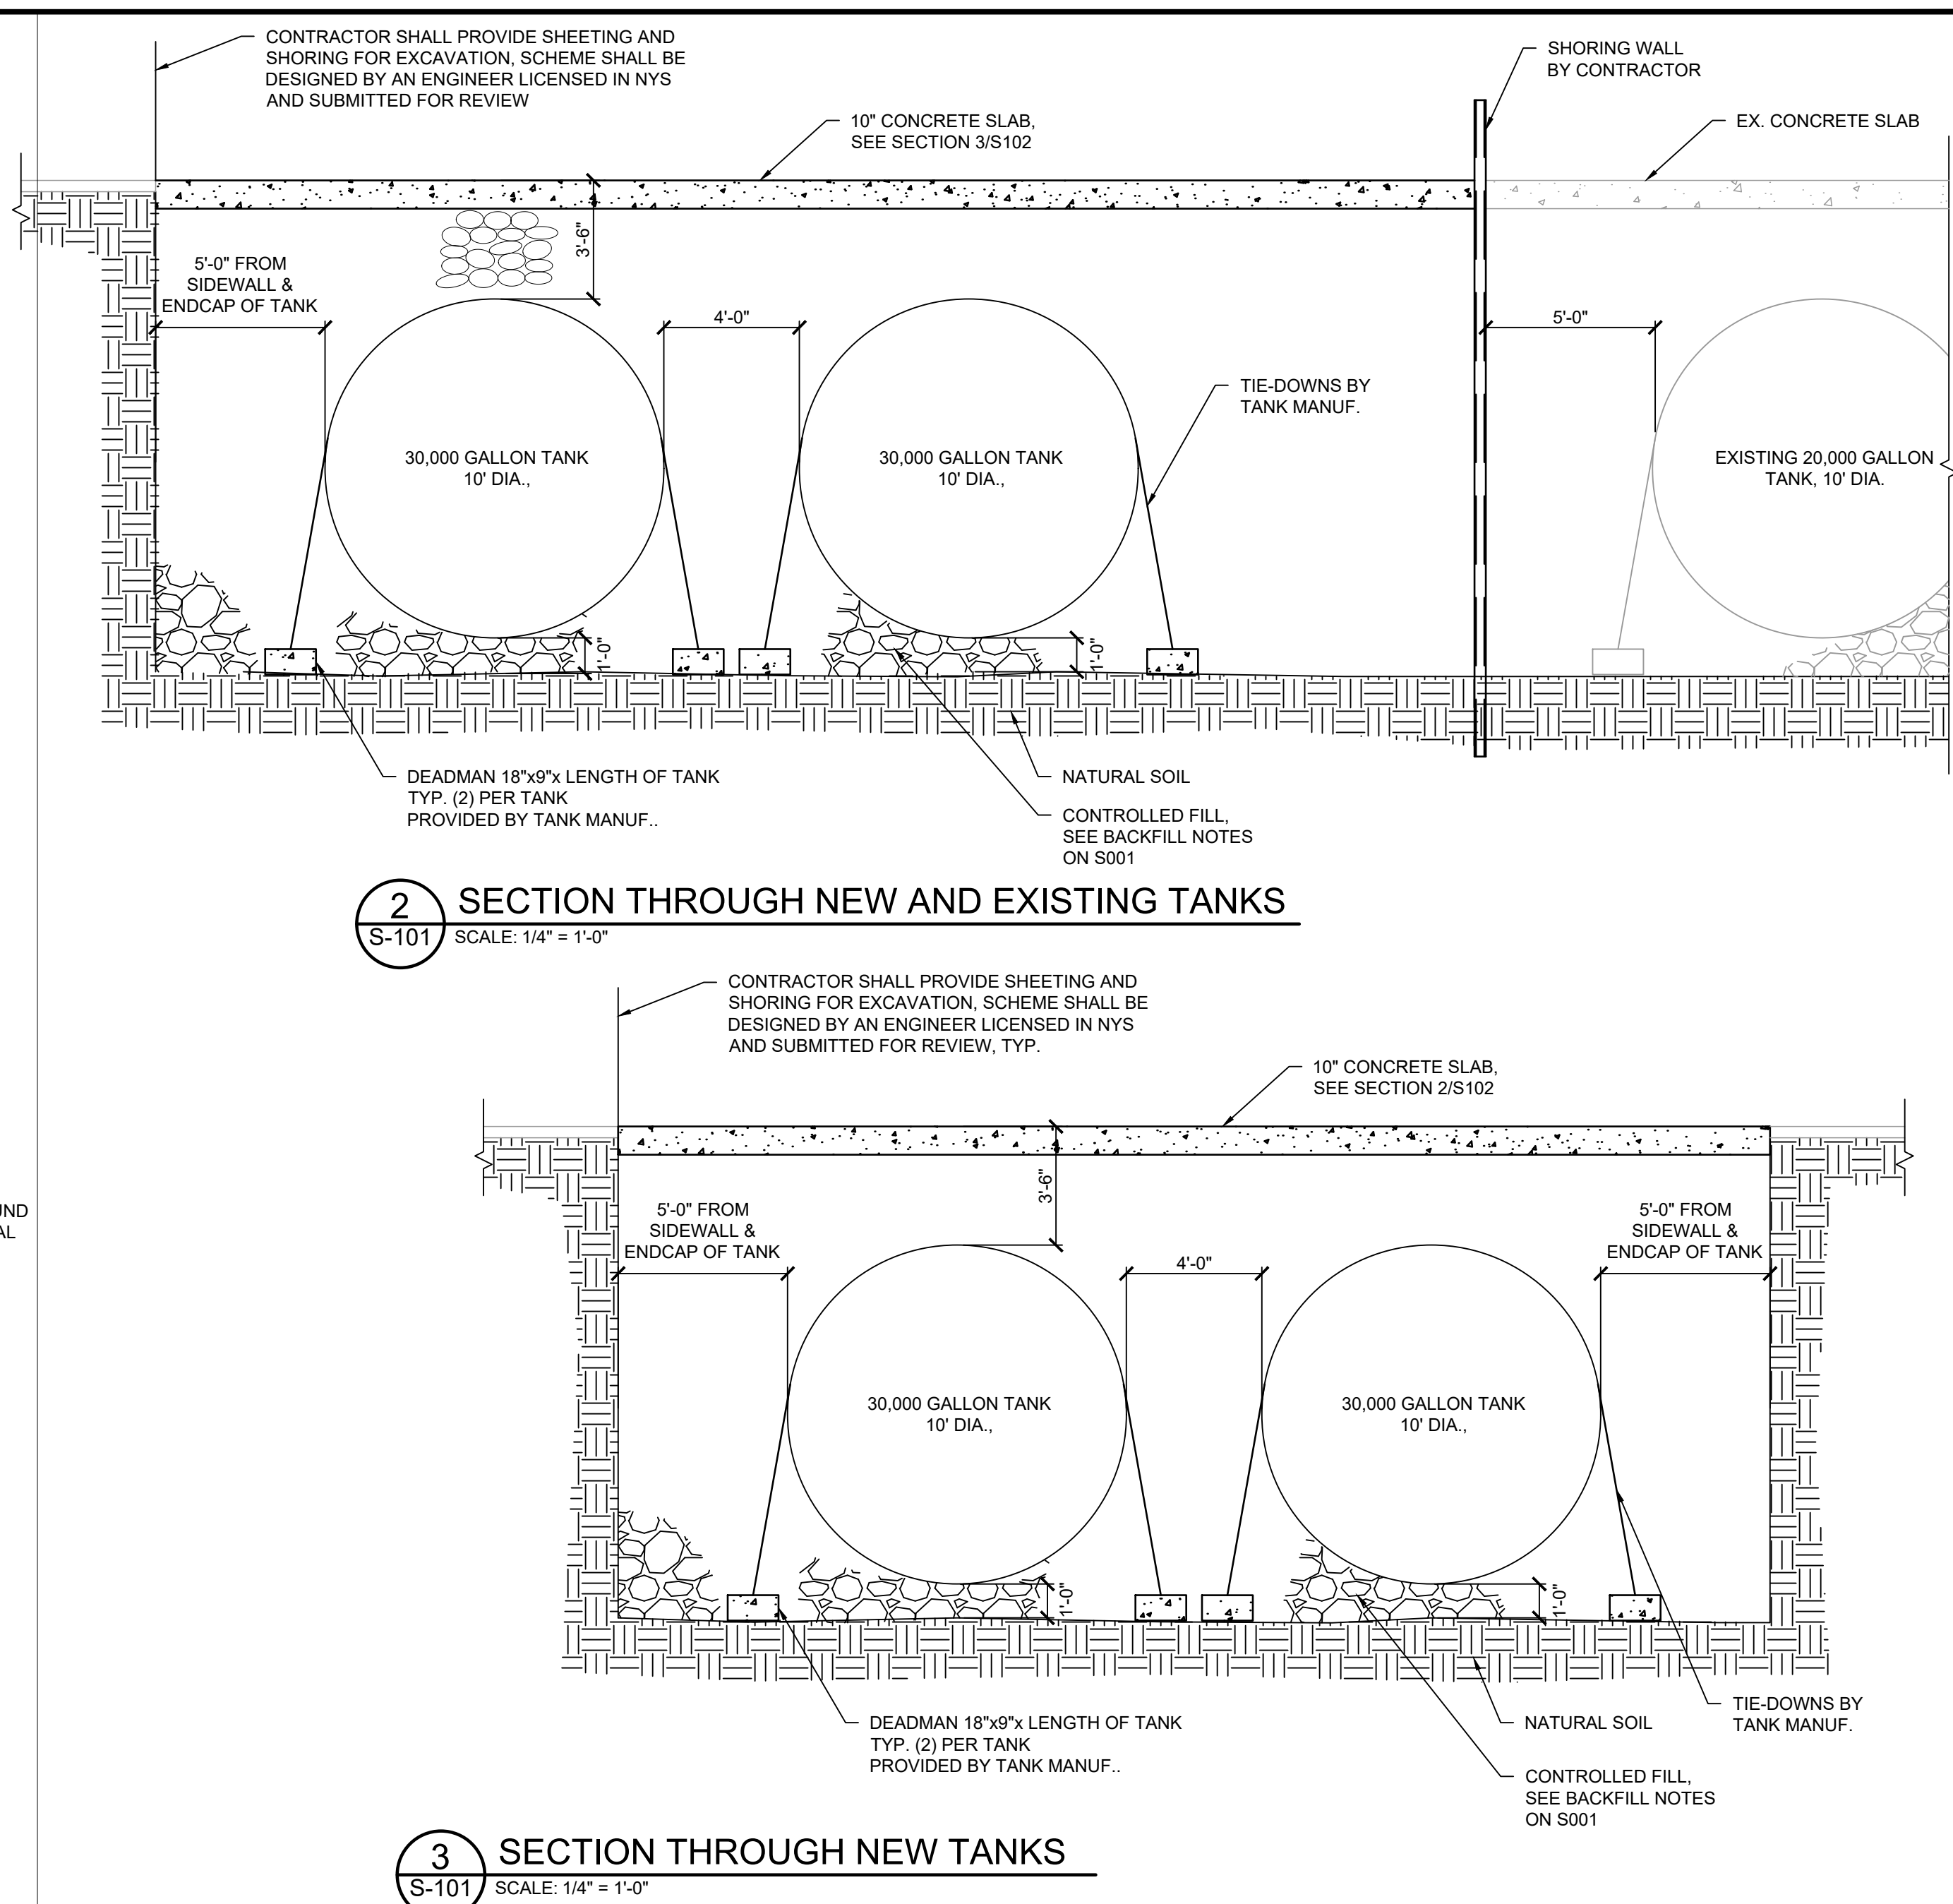 CONTRACTOR SHALL PROVIDE SHEETING AND
SHORING FOR EXCAVATION, SCHEME SHALL BE
DESIGNED BY AN ENGINEER LICENSED IN NYS
AND SUBMITTED FOR REVIEW
SHORING WALL
BY CONTRACTOR
10" CONCRETE SLAB,
SEE SECTION 3/S102
EX. CONCRETE SLAB
3'-6"
5'-0" FROM
SIDEWALL &
ENDCAP OF TANK
4'-0"
5'-0"
TIE-DOWNS BY
TANK MANUF.
30,000 GALLON TANK
10' DIA.,
30,000 GALLON TANK
10' DIA.,
EXISTING 20,000 GALLON
TANK, 10' DIA.
1'-0"
1'-0"
DEADMAN 18"x9"x LENGTH OF TANK
TYP. (2) PER TANK
PROVIDED BY TANK MANUF..
NATURAL SOIL
CONTROLLED FILL,
SEE BACKFILL NOTES
ON S001
2
S-101
SECTION THROUGH NEW AND EXISTING TANKS
SCALE: 1/4" = 1'-0"
CONTRACTOR SHALL PROVIDE SHEETING AND
SHORING FOR EXCAVATION, SCHEME SHALL BE
DESIGNED BY AN ENGINEER LICENSED IN NYS
AND SUBMITTED FOR REVIEW, TYP.
10" CONCRETE SLAB,
SEE SECTION 2/S102
3'-6"
5'-0" FROM
SIDEWALL &
ENDCAP OF TANK
4'-0"
5'-0" FROM
SIDEWALL &
ENDCAP OF TANK
30,000 GALLON TANK
10' DIA.,
30,000 GALLON TANK
10' DIA.,
1'-0"
1'-0"
DEADMAN 18"x9"x LENGTH OF TANK
TYP. (2) PER TANK
PROVIDED BY TANK MANUF..
NATURAL SOIL
TIE-DOWNS BY
TANK MANUF.
CONTROLLED FILL,
SEE BACKFILL NOTES
ON S001
3
S-101
SECTION THROUGH NEW TANKS
SCALE: 1/4" = 1'-0"